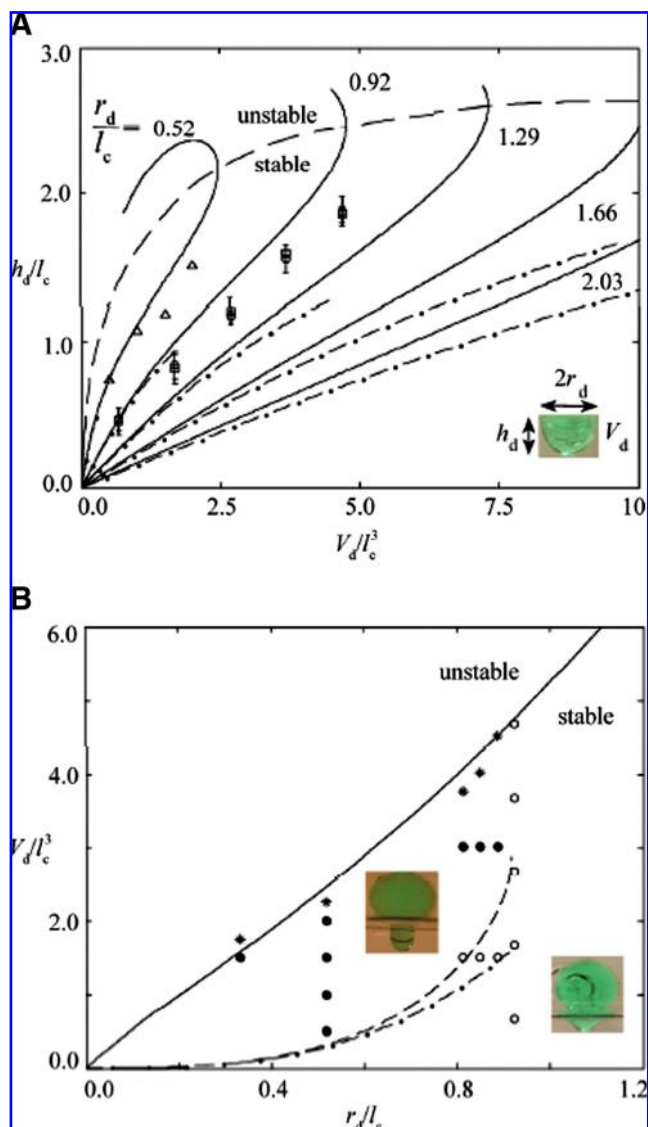 A
3.0
2.0
1.0
0.0
h_d/l_c
r_d/l_c = 0.52
unstable
stable
0.92
1.29
1.66
2.03
2r_d
h_d
V_d
0.0 2.5 5.0 7.5 10
V_d/l_c^3
B
6.0
4.0
2.0
0.0
V_d/l_c^3
unstable
stable
0.0 0.4 0.8 1.2
r_d/l_c